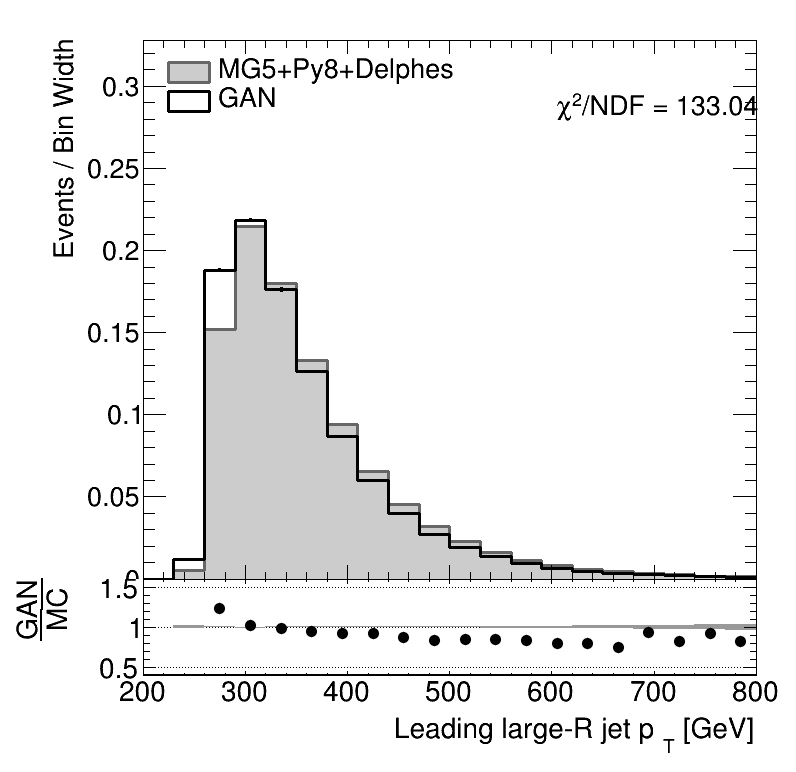 MG5+Py8+Delphes
GAN
χ²/NDF = 133.04
Events / Bin Width
0.3
0.25
0.2
0.15
0.1
0.05
0
GAN
MC
1.5
1
0.5
200 300 400 500 600 700 800
Leading large-R jet p T [GeV]